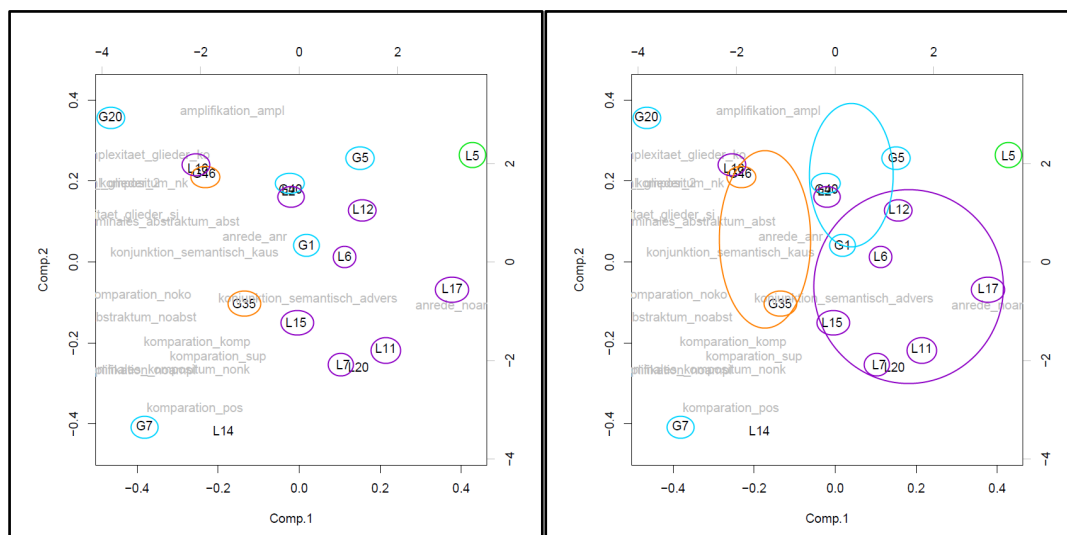 −4 −2 0 2
0.4 0.2 0.0 −0.2 −0.4
Comp.2
G20
amplifikation_ampl
G5
L5
2
G46
G40
taet_glieder_si
minales_abstraktum_abst
L12
anrede_anr
G1
konjunktion_semantisch_kaus
L6
0
L17
komparation_noko
konjunktion_semantisch_advers
anrede_noar
G35
bstraktum_noabst
L15
komparation_komp
L11
komparation_sup
−2
L7
L20
komparation_pos
G7
L14
−4
−0.4 −0.2 0.0 0.2 0.4
Comp.1
−4 −2 0 2
0.4 0.2 0.0 −0.2 −0.4
Comp.2
G20
amplifikation_ampl
G5
L5
2
mplexitaet_glieder_ko
G46
G40
taet_glieder_si
minales_abstraktum_abst
L12
anrede_anr
G1
konjunktion_semantisch_kaus
L6
0
L17
komparation_noko
konjunktion_semantisch_advers
anrede_noar
G35
bstraktum_noabst
L15
komparation_komp
L11
komparation_sup
−2
L7
L20
komparation_pos
G7
L14
−4
−0.4 −0.2 0.0 0.2 0.4
Comp.1